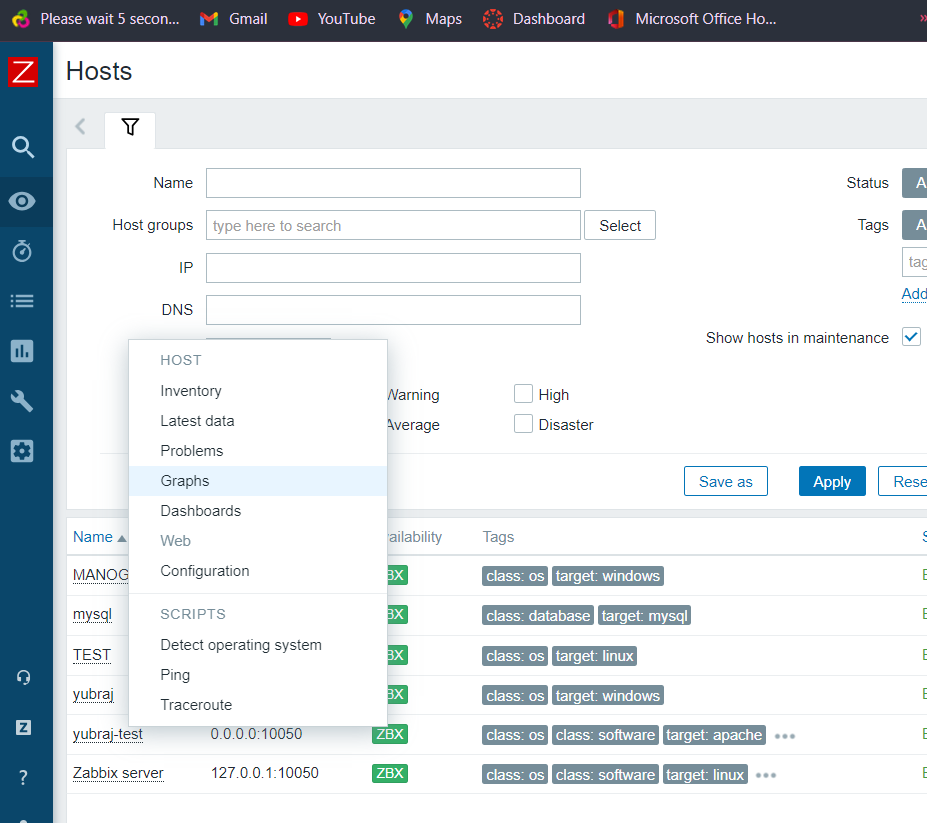 Please wait 5 secon... Gmail YouTube Maps Dashboard Microsoft Office Ho... »
Z Hosts
Name
Status A
Host groups type here to search Select
Tags A
IP
tag
DNS
Add
Show hosts in maintenance
HOST
Inventory
Latest data
Problems
Graphs
Dashboards
Web
Configuration
SCRIPTS
Detect operating system
Ping
Traceroute
Warning High
Average Disaster
Save as Apply Rese
Name ailability Tags S
MANOG BX class: os target: windows E
mysql BX class: database target: mysql E
TEST BX class: os target: linux E
yubraj BX class: os target: windows E
yubraj-test 0.0.0.0:10050 ZBX class: os class: software target: apache ••• E
Zabbix server 127.0.0.1:10050 ZBX class: os class: software target: linux ••• E
Z
?